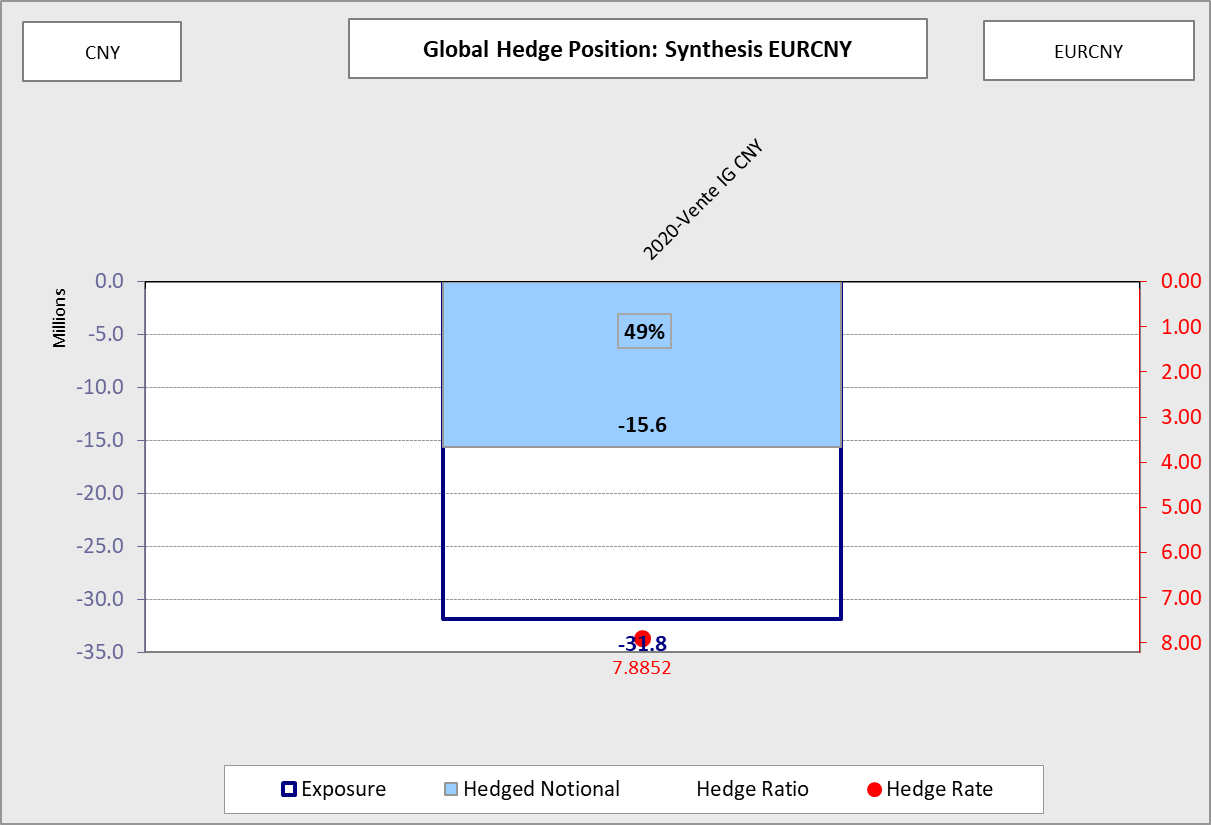 CNY
Global Hedge Position: Synthesis EURCNY
EURCNY
2020-Vente IG CNY
Millions
0.0
-5.0
-10.0
-15.0
-20.0
-25.0
-30.0
-35.0
49%
-15.6
-31.8
7.8852
0.00
1.00
2.00
3.00
4.00
5.00
6.00
7.00
8.00
Exposure
Hedged Notional
Hedge Ratio
Hedge Rate